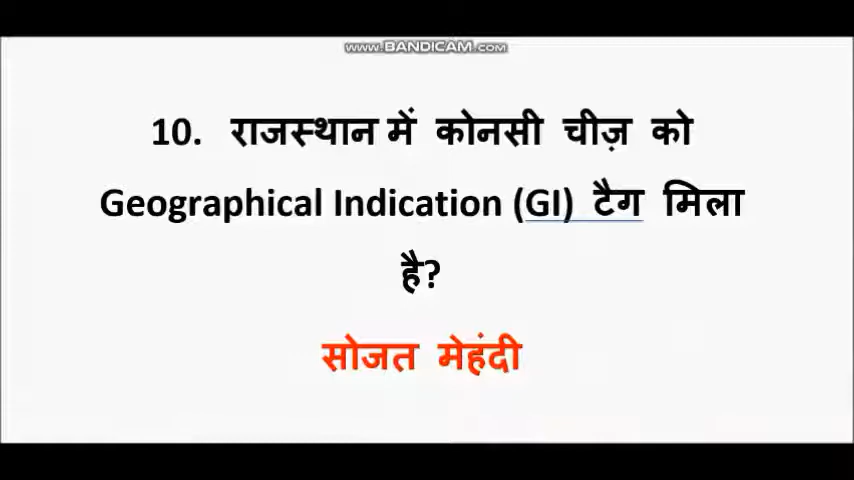 www.BANDICAM.com
10. राजस्थान में कोनसी चीज़ को
Geographical Indication (GI) टैग मिला
है?
सोजत मेहंदी